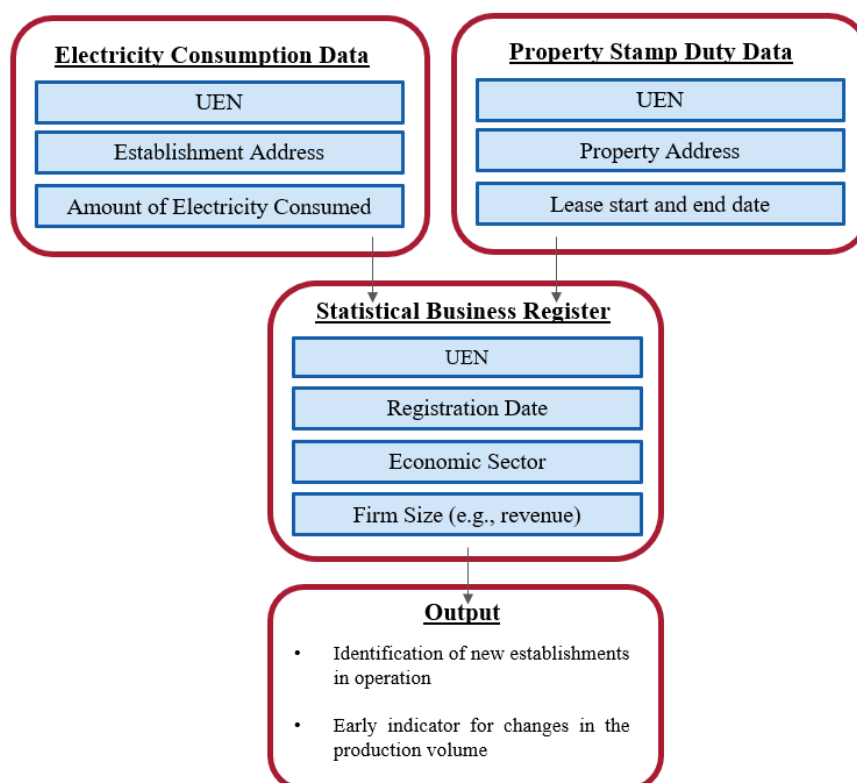 Electricity Consumption Data
UEN
Establishment Address
Amount of Electricity Consumed
Property Stamp Duty Data
UEN
Property Address
Lease start and end date
Statistical Business Register
UEN
Registration Date
Economic Sector
Firm Size (e.g., revenue)
Output
• Identification of new establishments
in operation
• Early indicator for changes in the
production volume